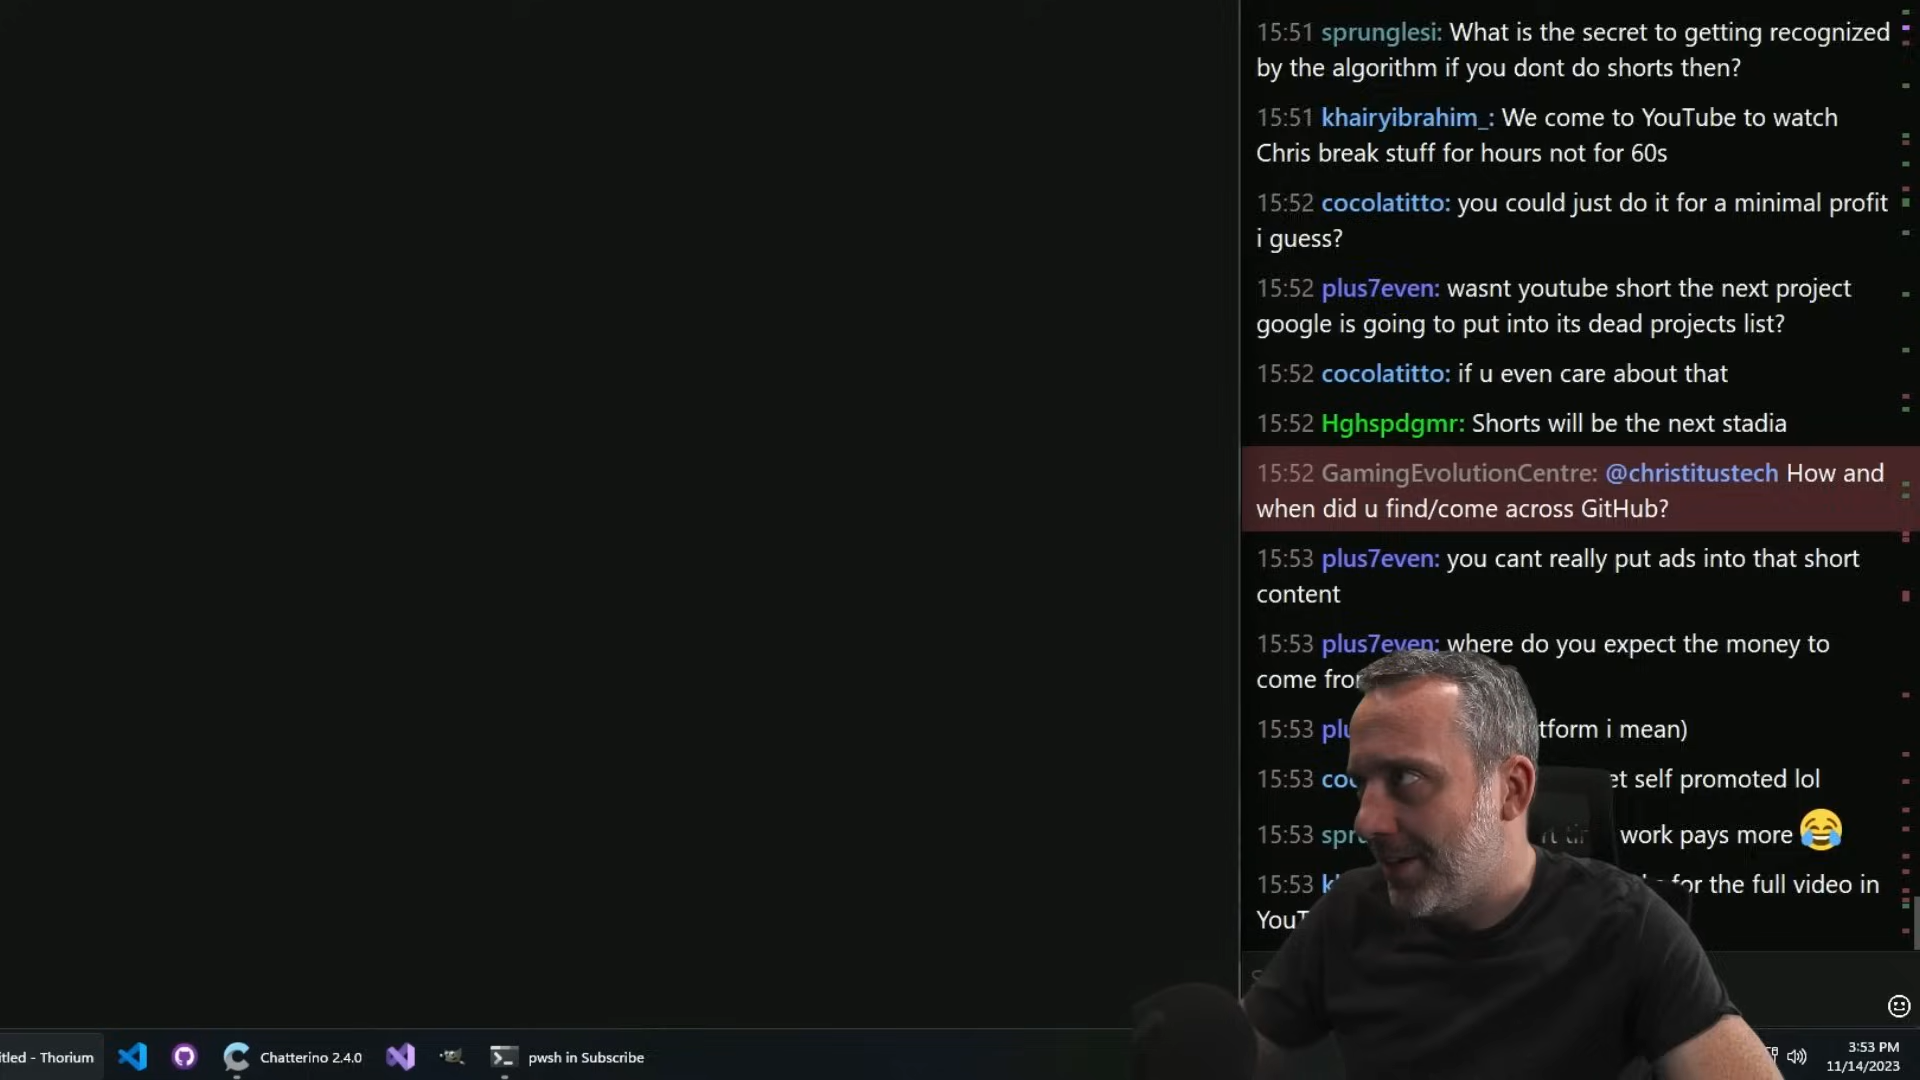 15:51 sprunglesi: What is the secret to getting recognized
by the algorithm if you dont do shorts then?
15:51 khairyibrahim_: We come to YouTube to watch
Chris break stuff for hours not for 60s
15:52 cocolatitto: you could just do it for a minimal profit
i guess?
15:52 plus7even: wasnt youtube short the next project
google is going to put into its dead projects list?
15:52 cocolatitto: if u even care about that
15:52 Hghspdgmr: Shorts will be the next stadia
15:52 GamingEvolutionCentre: @christitustech How and
when did u find/come across GitHub?
15:53 plus7even: you cant really put ads into that short
content
15:53 plus7even: where do you expect the money to
come
15:53 i mean)
15:53 self promoted lol
15:53 work pays more 😂
15:53 for the full video in
- Thorium
Chatterino 2.4.0
pwsh in Subscribe
3:53 PM
11/14/2023